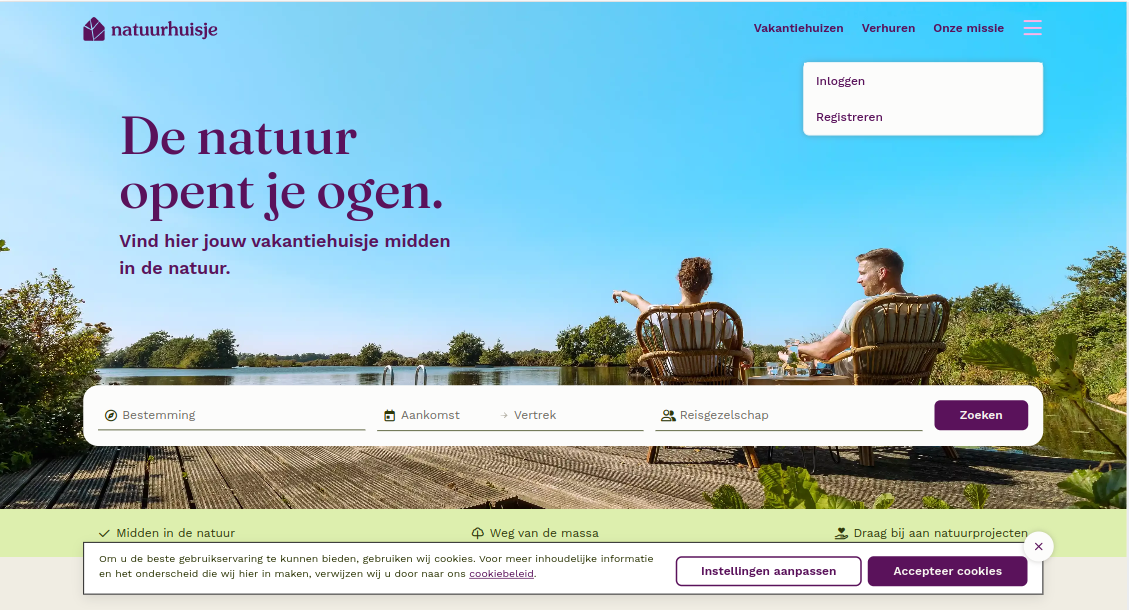 natuurhuisje
Vakantiehuizen
Verhuren
Onze missie
Inloggen
Registreren
De natuur
opent je ogen.
Vind hier jouw vakantiehuisje midden
in de natuur.
Bestemming
Aankomst → Vertrek
Reisgezelschap
Zoeken
Midden in de natuur
Weg van de massa
Draag bij aan natuurprojecten
Om u de beste gebruikservaring te kunnen bieden, gebruiken wij cookies. Voor meer inhoudelijke informatie
en het onderscheid die wij hier in maken, verwijzen wij u door naar ons cookiebeleid.
Instellingen aanpassen
Accepteer cookies